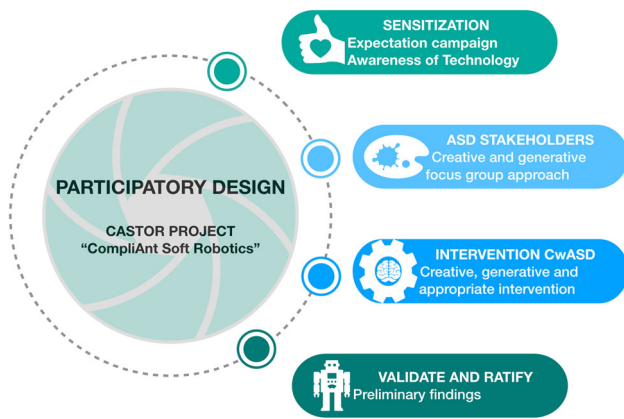 SENSITIZATION
Expectation campaign
Awareness of Technology
ASD STAKEHOLDERS
Creative and generative
focus group approach
PARTICIPATORY DESIGN
CASTOR PROJECT
“CompliAnt Soft Robotics”
INTERVENTION CwASD
Creative, generative and
appropriate intervention
VALIDATE AND RATIFY
Preliminary findings